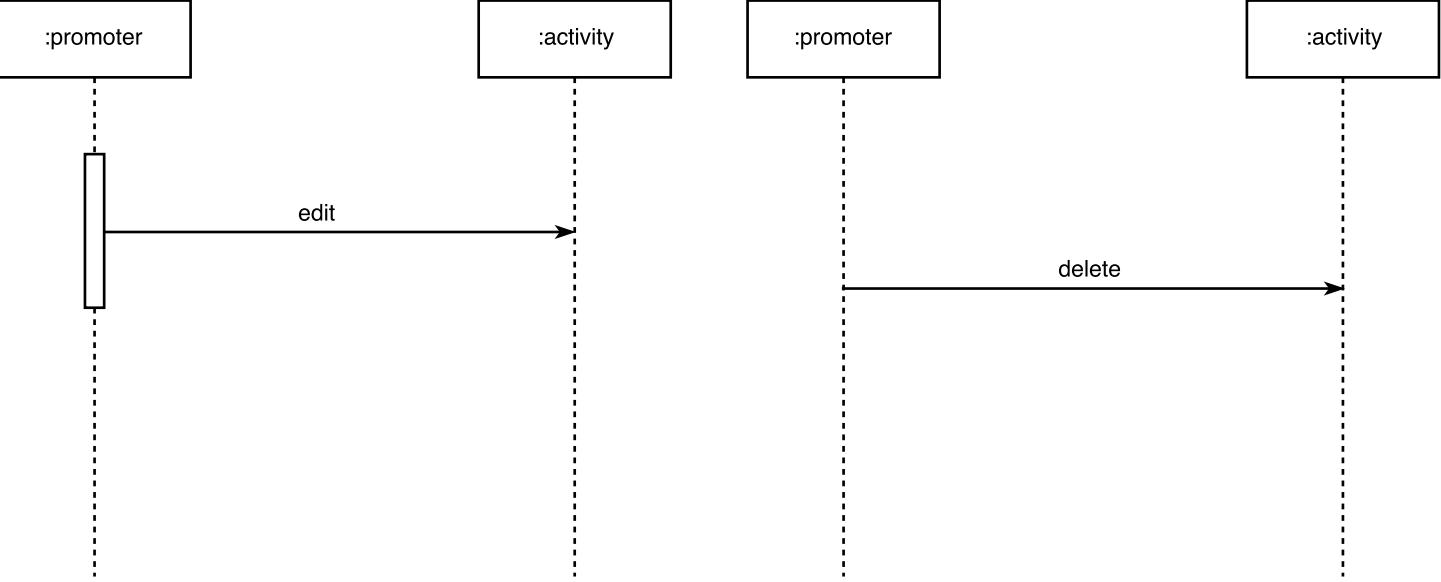 :promoter
:activity
edit
:promoter
:activity
delete